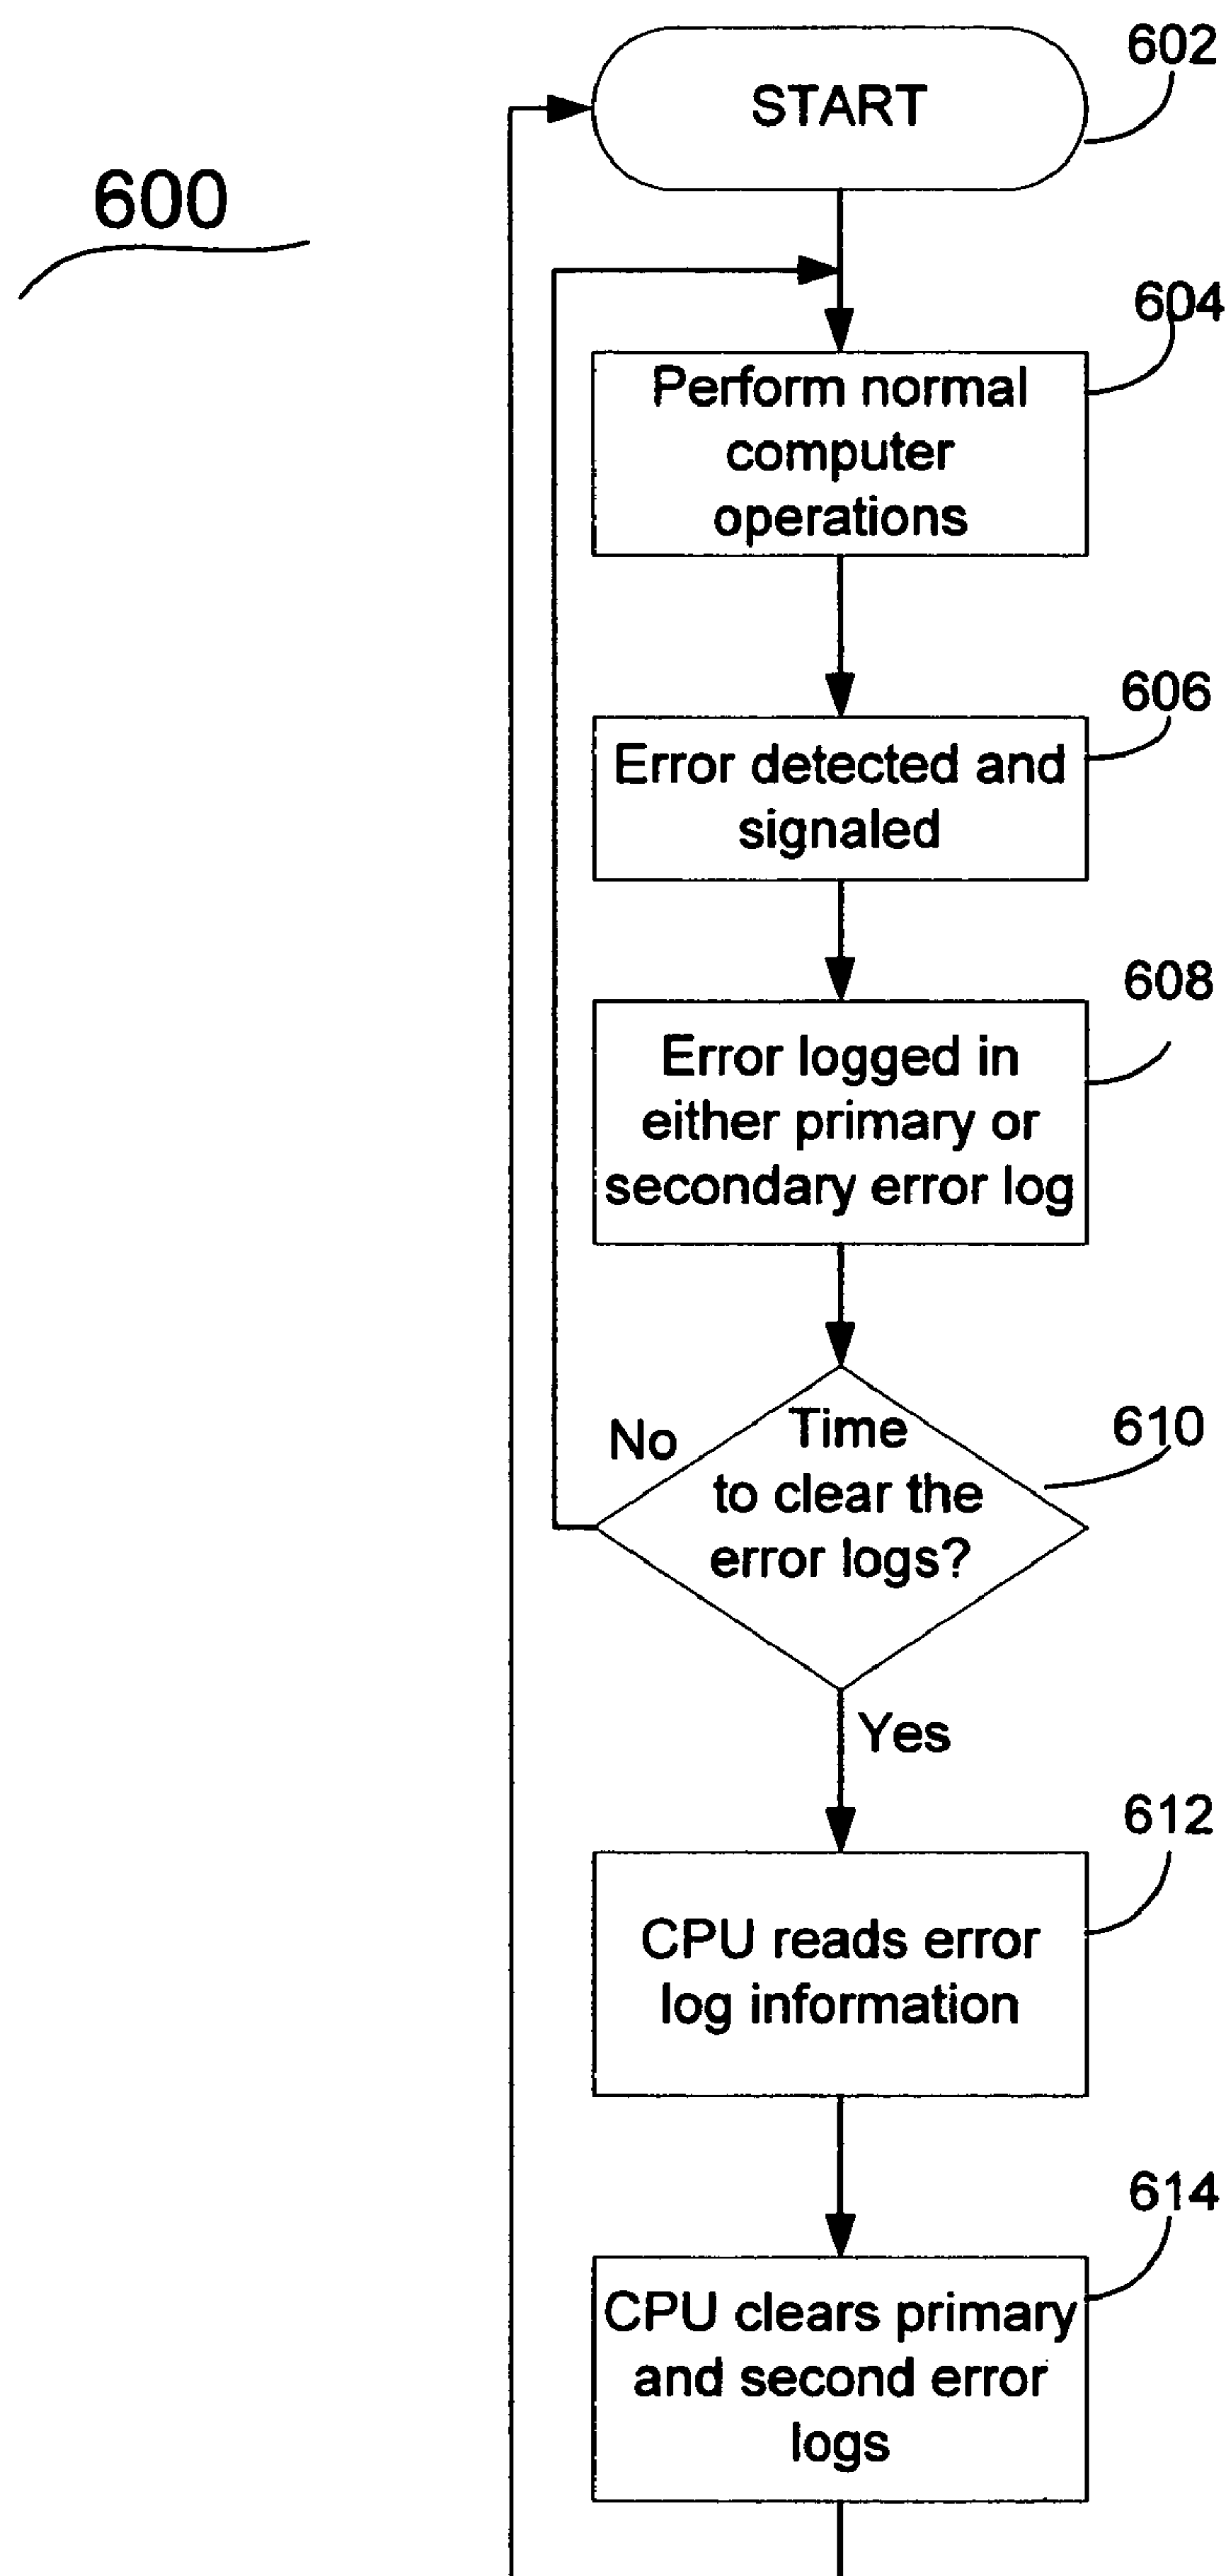 602
START
600
604
Perform normal
computer
operations
606
Error detected and
signaled
608
Error logged in
either primary or
secondary error log
610
No
Time
to clear the
error logs?
Yes
612
CPU reads error
log information
614
CPU clears primary
and second error
logs